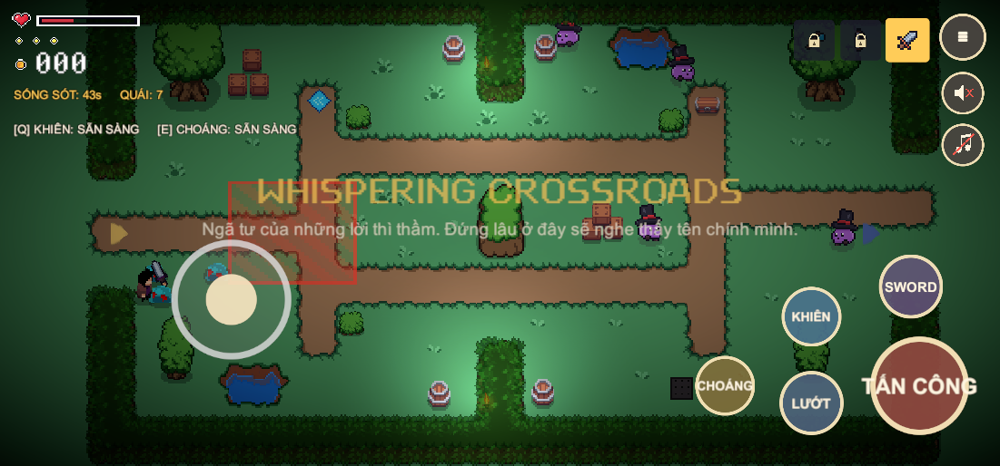 000
SỐNG SÓT: 43s QUÁI: 7
[Q] KHIÊN: SẴN SÀNG [E] CHOÁNG: SẴN SÀNG
WHISPERING CROSSROADS
Ngã tư của những lời thì thầm. Đứng lâu ở đây sẽ nghe thấy tên chính mình.
SWORD
KHIÊN
CHOÁNG
TẤN CÔNG
LƯỚT